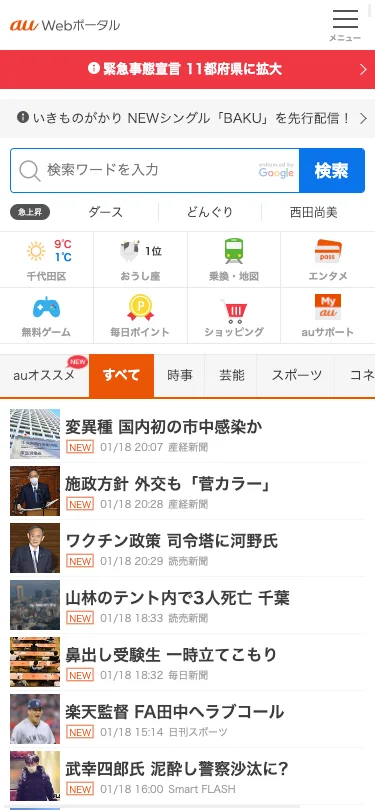 au Webポータル
メニュー
緊急事態宣言 11都府県に拡大
いきものがかり NEWシングル「BAKU」を先行配信！
検索ワードを入力
enhanced by
Google
検索
急上昇
ダース
どんぐり
西田尚美
9℃
1℃
千代田区
1位
おうし座
乗換・地図
pass
エンタメ
無料ゲーム
P
毎日ポイント
ショッピング
My
au
auサポート
auオススメ
NEW
すべて
時事
芸能
スポーツ
コネ
変異種 国内初の市中感染か
NEW 01/18 20:07 産経新聞
施政方針 外交も「菅カラー」
NEW 01/18 20:28 産経新聞
ワクチン政策 司令塔に河野氏
NEW 01/18 20:29 読売新聞
山林のテント内で3人死亡 千葉
NEW 01/18 18:33 読売新聞
鼻出し受験生 一時立てこもり
NEW 01/18 18:32 毎日新聞
楽天監督 FA田中へラブコール
NEW 01/18 15:14 日刊スポーツ
武幸四郎氏 泥酔し警察沙汰に?
NEW 01/18 16:00 Smart FLASH